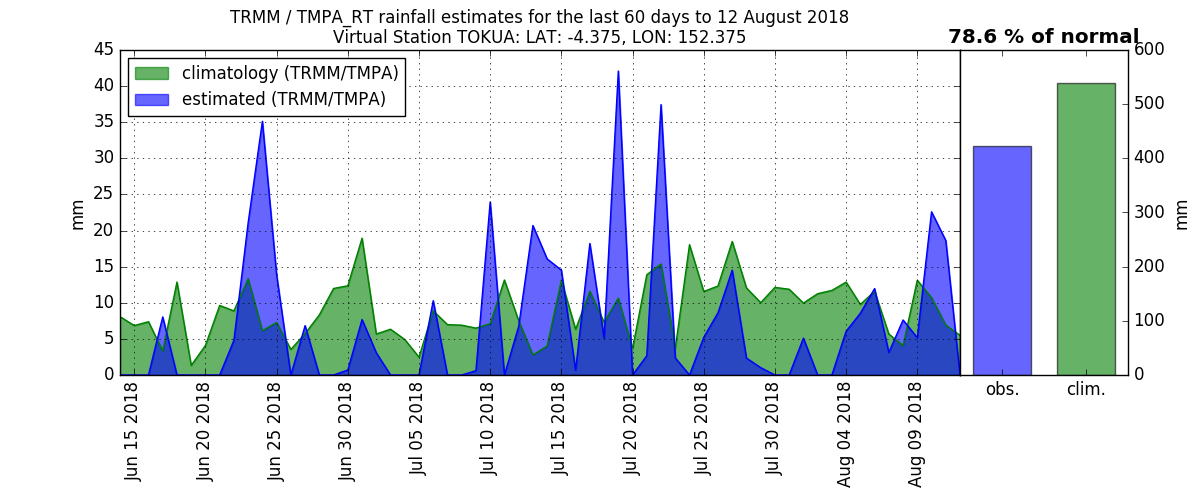 TRMM / TMPA_RT rainfall estimates for the last 60 days to 12 August 2018
Virtual Station TOKUA: LAT: -4.375, LON: 152.375
78.6 % of normal
climatology (TRMM/TMPA)
estimated (TRMM/TMPA)
45
40
35
30
25
20
15
10
5
0
mm
600
500
400
300
200
100
0
mm
Jun 15 2018
Jun 20 2018
Jun 25 2018
Jun 30 2018
Jul 05 2018
Jul 10 2018
Jul 15 2018
Jul 20 2018
Jul 25 2018
Jul 30 2018
Aug 04 2018
Aug 09 2018
obs.
clim.